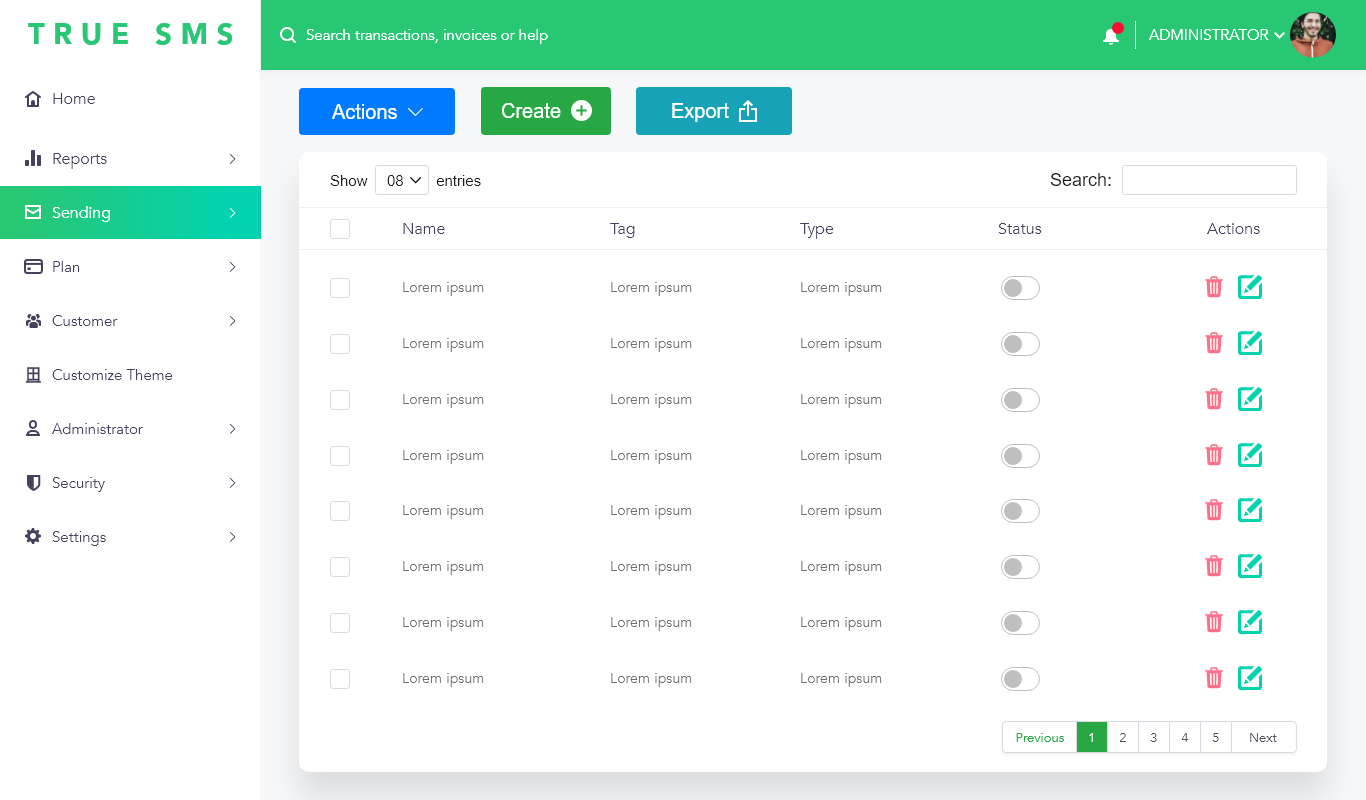 TRUE SMS
Search transactions, invoices or help
ADMINISTRATOR
Home
Reports
Sending
Plan
Customer
Customize Theme
Administrator
Security
Settings
Actions
Create
Export
Show 08 entries
Search:
Name Tag Type Status Actions
Lorem ipsum Lorem ipsum Lorem ipsum
Lorem ipsum Lorem ipsum Lorem ipsum
Lorem ipsum Lorem ipsum Lorem ipsum
Lorem ipsum Lorem ipsum Lorem ipsum
Lorem ipsum Lorem ipsum Lorem ipsum
Lorem ipsum Lorem ipsum Lorem ipsum
Lorem ipsum Lorem ipsum Lorem ipsum
Lorem ipsum Lorem ipsum Lorem ipsum
Previous 1 2 3 4 5 Next